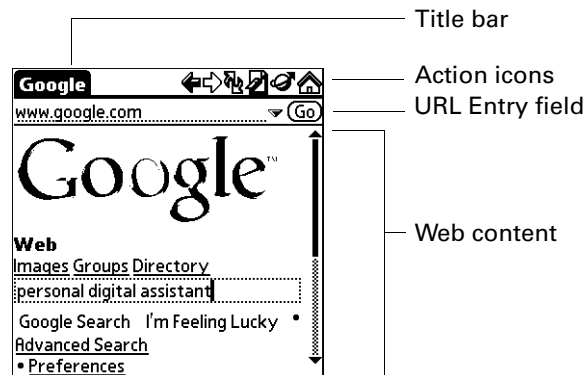 Title bar
Google
Action icons
www.google.com Go
URL Entry field
Google™
Web
Web content
Images Groups Directory
personal digital assistant
Google Search I'm Feeling Lucky •
Advanced Search
• Preferences